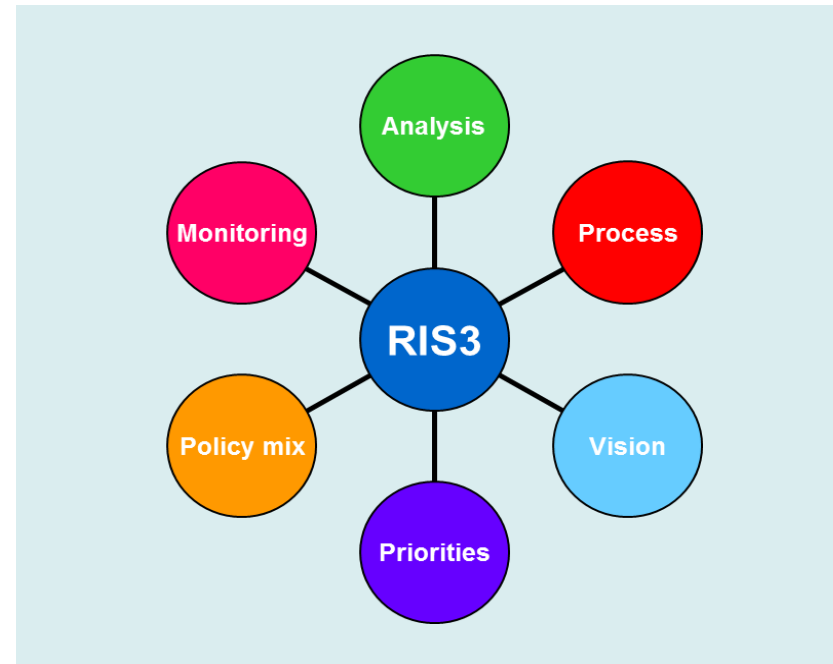 Analysis
Monitoring
Process
RIS3
Policy mix
Vision
Priorities